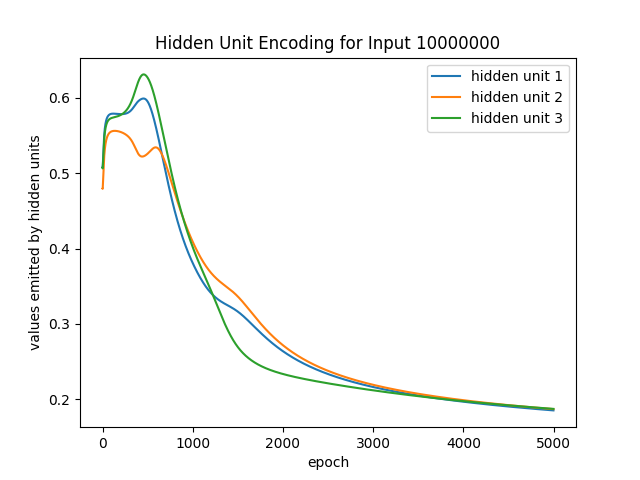 Hidden Unit Encoding for Input 10000000
hidden unit 1
hidden unit 2
hidden unit 3
values emitted by hidden units
0.6
0.5
0.4
0.3
0.2
0 1000 2000 3000 4000 5000
epoch